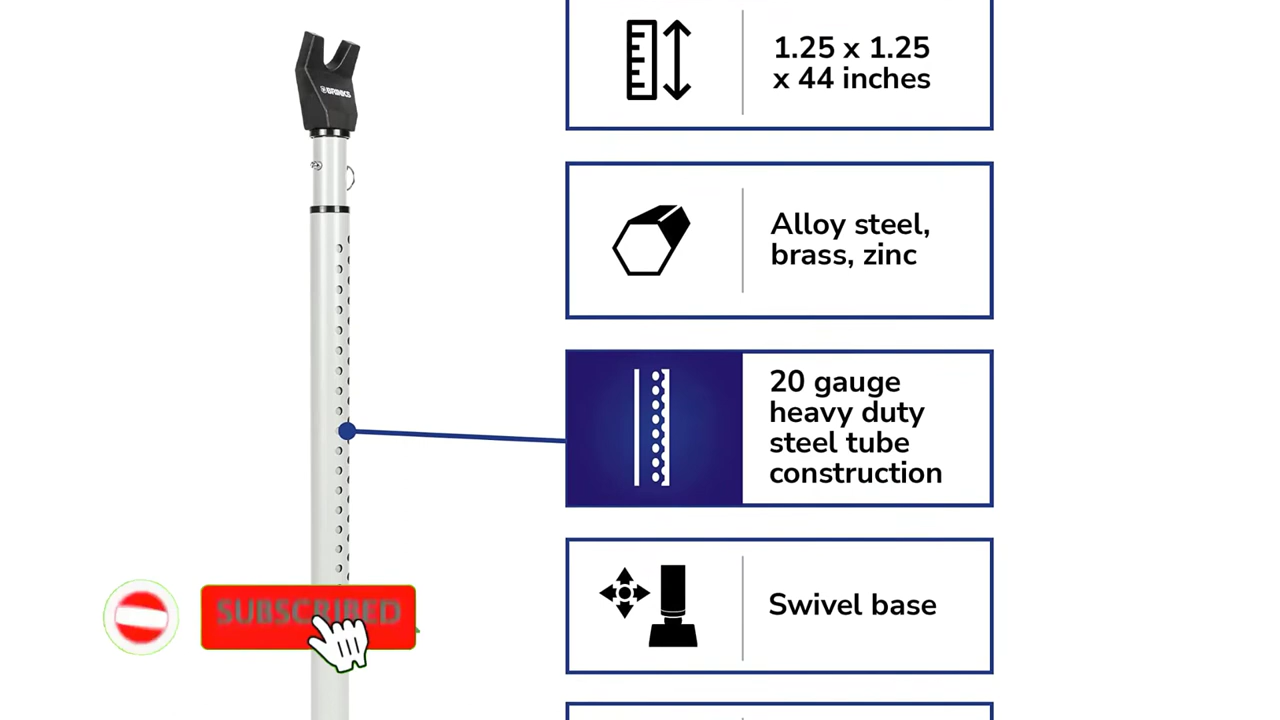 BRINKS
1.25 x 1.25
x 44 inches
Alloy steel,
brass, zinc
20 gauge
heavy duty
steel tube
construction
Swivel base
SUBSCRIBED